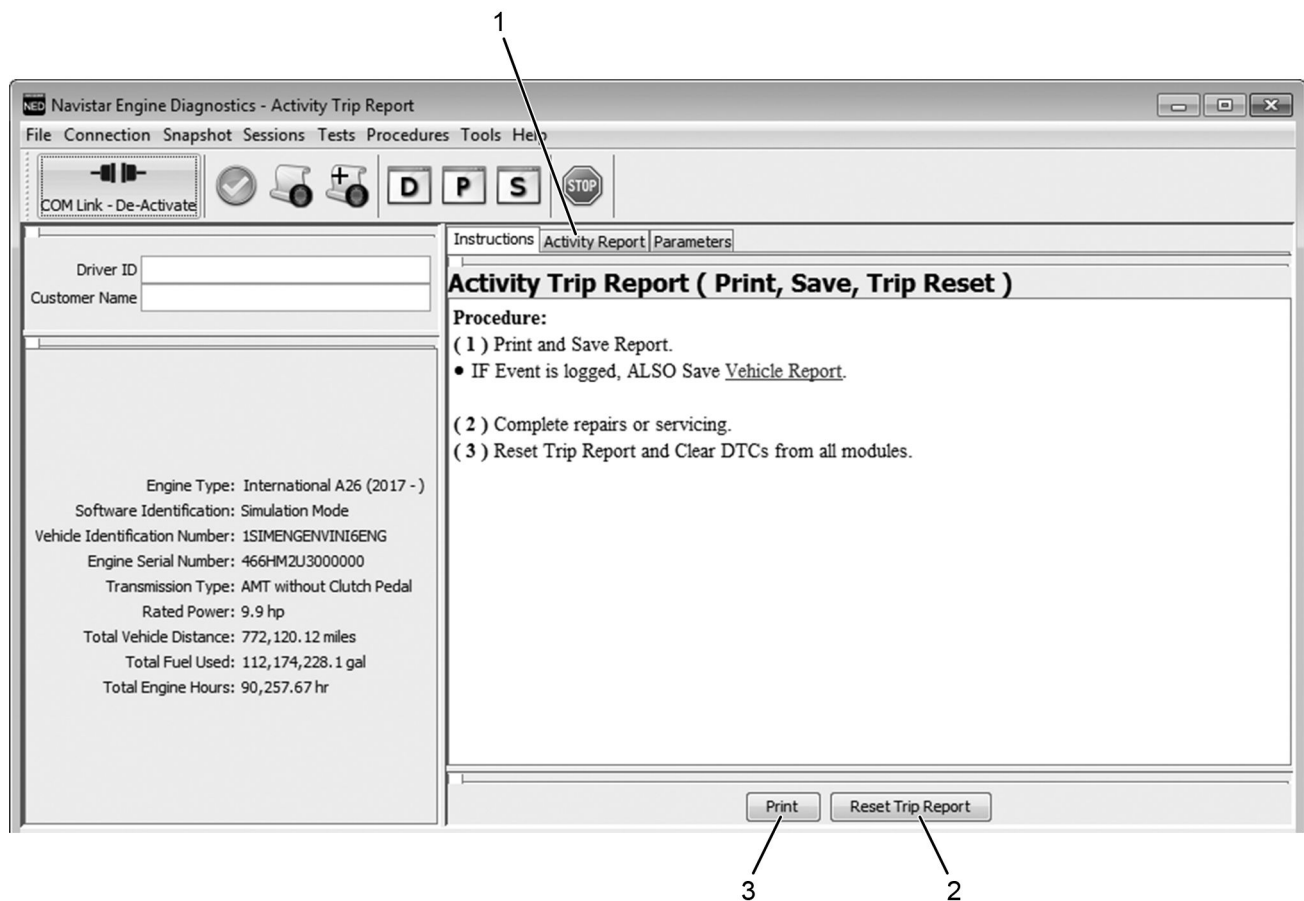 1
NED Navistar Engine Diagnostics - Activity Trip Report
File Connection Snapshot Sessions Tests Procedures Tools Help
COM Link - De-Activate
D P S STOP
Driver ID
Customer Name
Engine Type: International A26 (2017 - )
Software Identification: Simulation Mode
Vehicle Identification Number: 1SIMENGENVINI6ENG
Engine Serial Number: 466HM2U3000000
Transmission Type: AMT without Clutch Pedal
Rated Power: 9.9 hp
Total Vehicle Distance: 772,120.12 miles
Total Fuel Used: 112,174,228.1 gal
Total Engine Hours: 90,257.67 hr
Instructions Activity Report Parameters
Activity Trip Report ( Print, Save, Trip Reset )
Procedure:
( 1 ) Print and Save Report.
• IF Event is logged, ALSO Save Vehicle Report.
( 2 ) Complete repairs or servicing.
( 3 ) Reset Trip Report and Clear DTCs from all modules.
Print Reset Trip Report
3 2